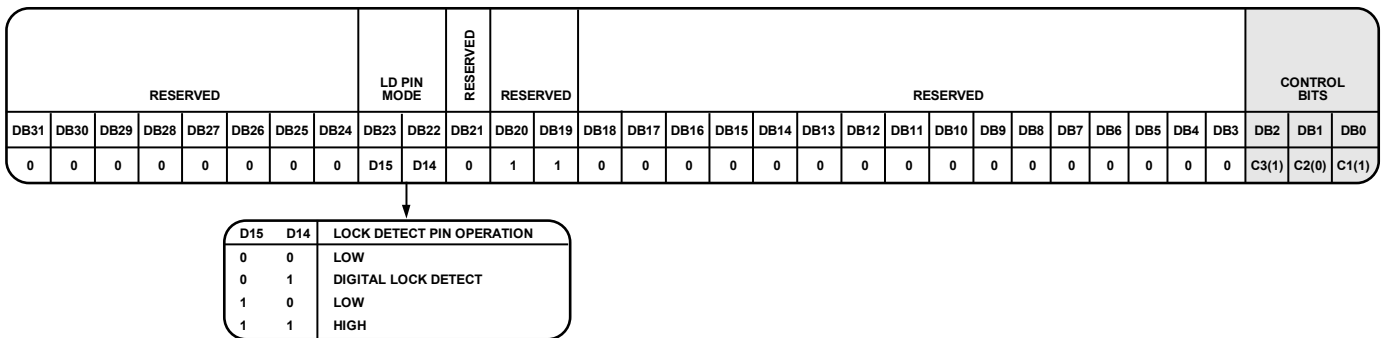 RESERVED
LD PIN
MODE
RESERVED
RESERVED
RESERVED
CONTROL
BITS
DB31 DB30 DB29 DB28 DB27 DB26 DB25 DB24 DB23 DB22 DB21 DB20 DB19 DB18 DB17 DB16 DB15 DB14 DB13 DB12 DB11 DB10 DB9 DB8 DB7 DB6 DB5 DB4 DB3 DB2 DB1 DB0
0 0 0 0 0 0 0 0 D15 D14 0 1 1 0 0 0 0 0 0 0 0 0 0 0 0 0 0 0 0 C3(1) C2(0) C1(1)
D15 D14 LOCK DETECT PIN OPERATION
0 0 LOW
0 1 DIGITAL LOCK DETECT
1 0 LOW
1 1 HIGH